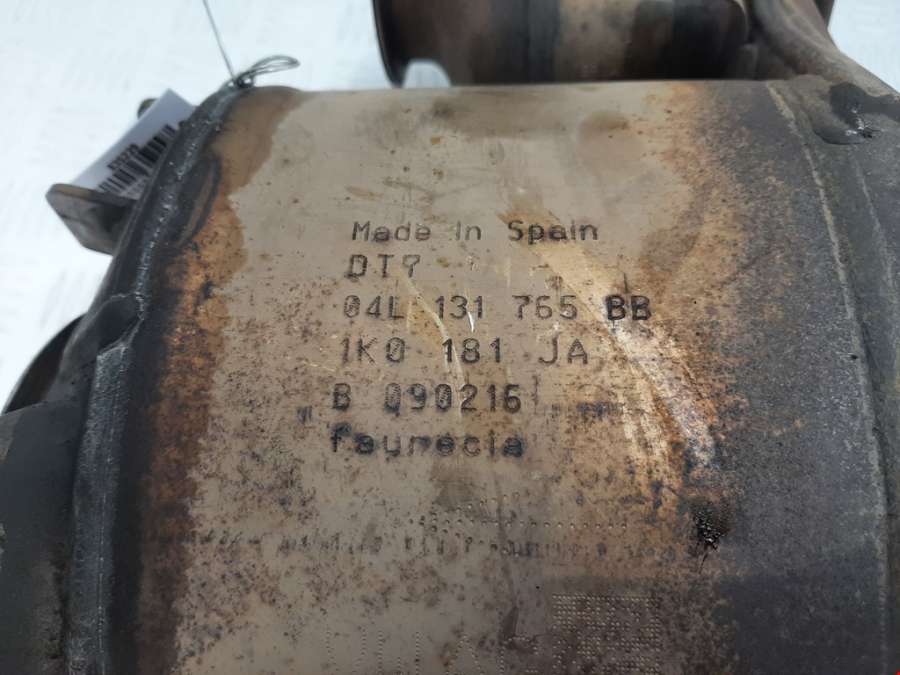 Made In Spain
DT7
04L 131 765 BB
1K0 181 JA
B 090216
faurecia